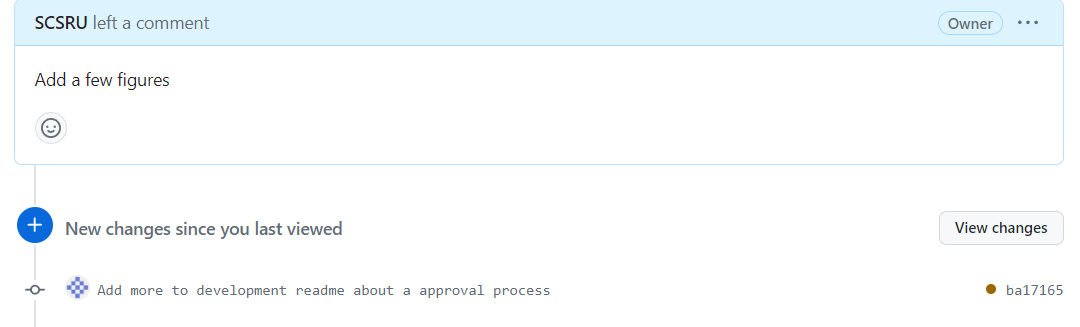 SCSRU left a comment
Owner
Add a few figures
New changes since you last viewed
View changes
Add more to development readme about a approval process
ba17165